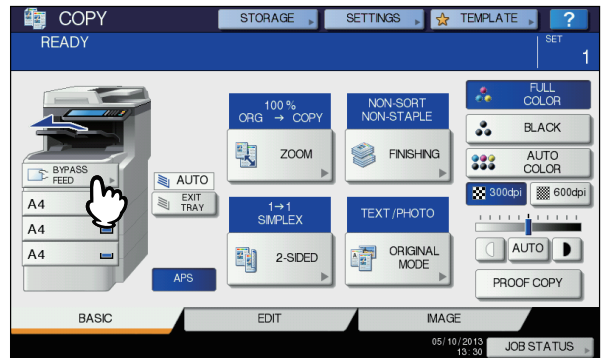 COPY
STORAGE
SETTINGS
TEMPLATE
?
READY
SET
1
100 %
ORG → COPY
ZOOM
NON-SORT
NON-STAPLE
FINISHING
FULL
COLOR
BLACK
AUTO
COLOR
300dpi
600dpi
BYPASS
FEED
A4
A4
A4
AUTO
EXIT
TRAY
APS
1→1
SIMPLEX
2-SIDED
TEXT/PHOTO
ORIGINAL
MODE
AUTO
PROOF COPY
BASIC
EDIT
IMAGE
05/10/2013
13:30
JOB STATUS